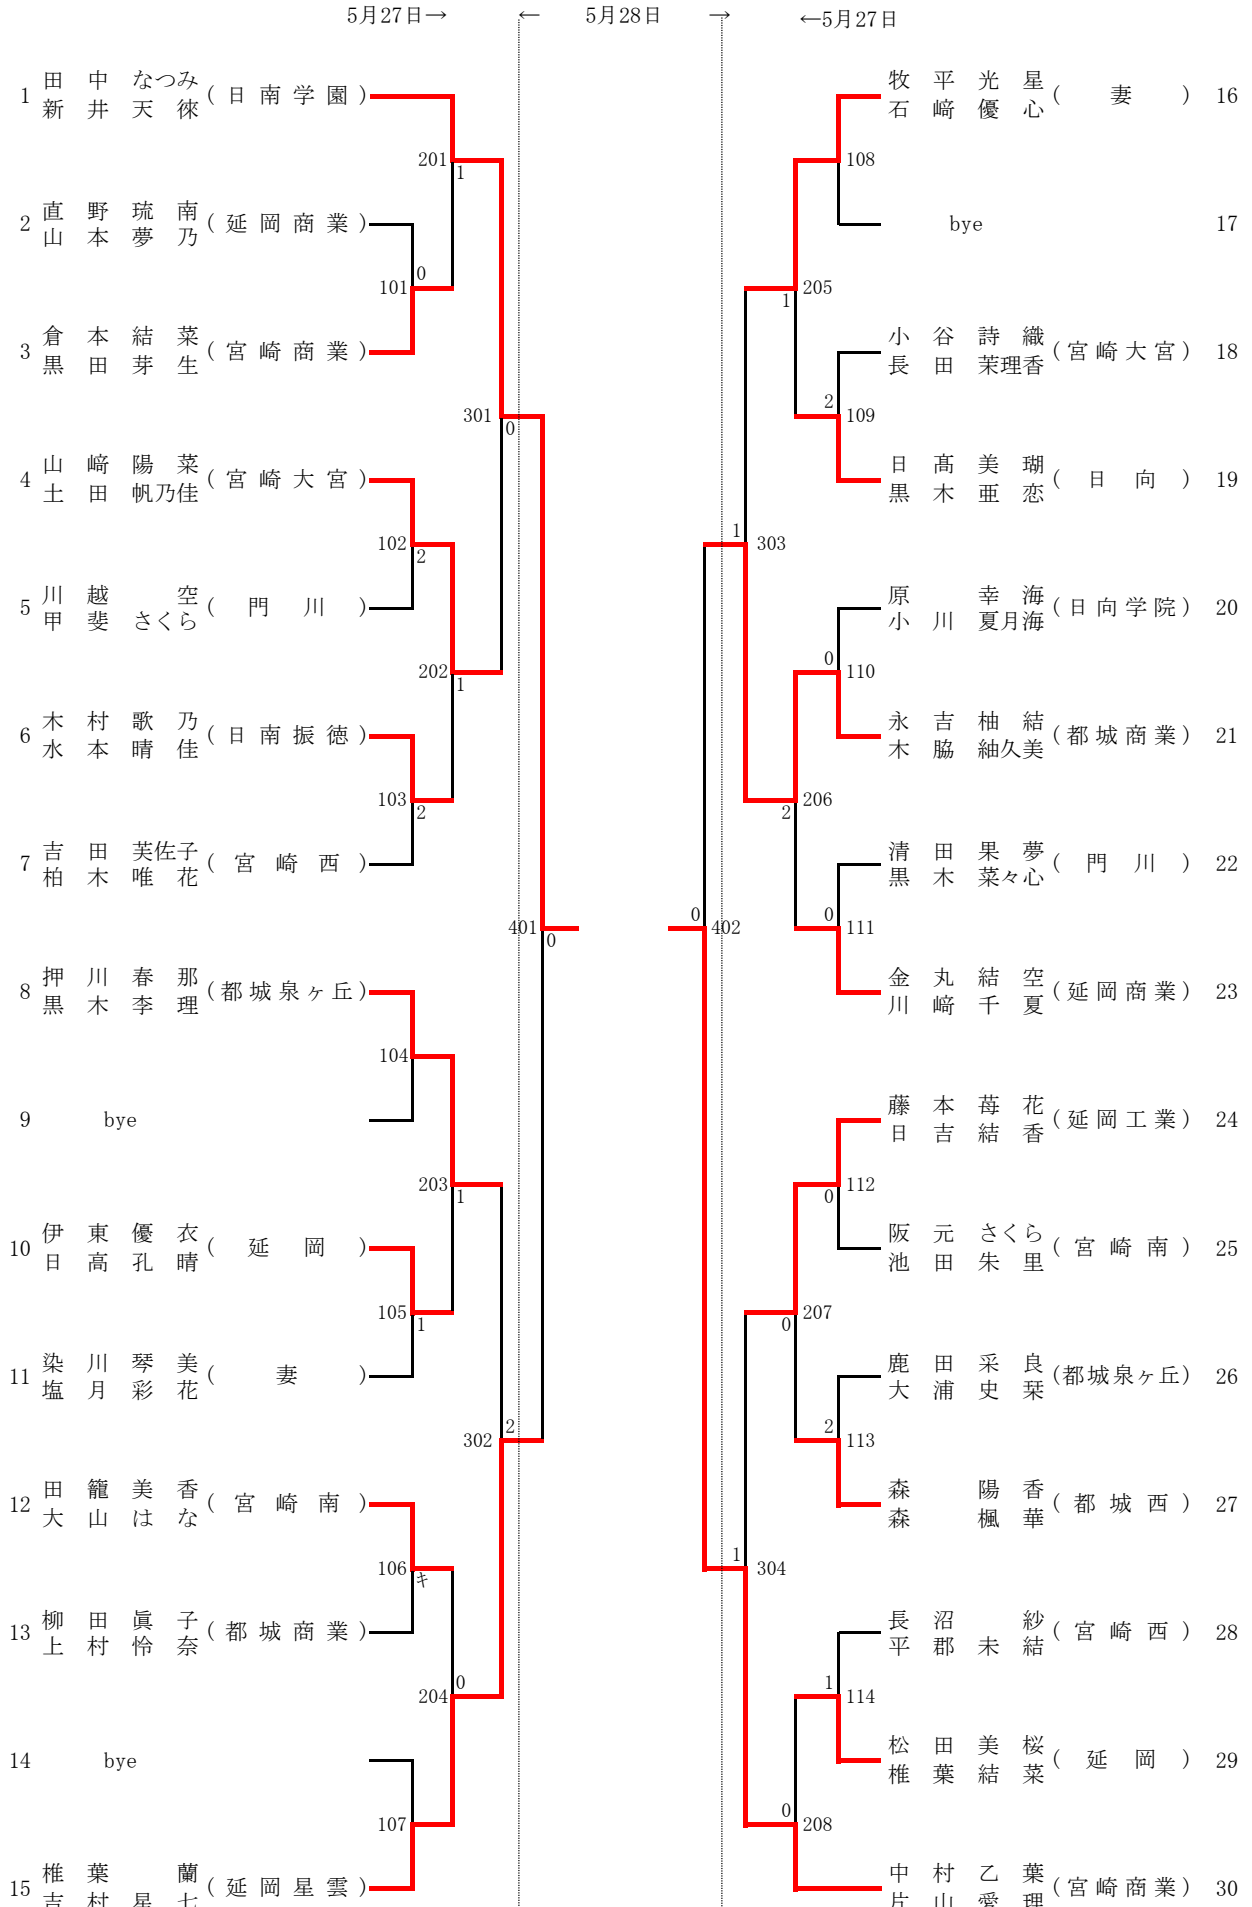 5月27日→ ← 5月28日 → ←5月27日
1 田中 なつみ (日南学園)
新井 天徠
201
1
2 直野 琉南 (延岡商業)
山本 夢乃
0
101
3 倉本 結菜 (宮崎商業)
黒田 芽生
301
0
4 山﨑 陽菜 (宮崎大宮)
土田 帆乃佳
102
2
5 川越 空 (門川)
甲斐 さくら
202
1
6 木村 歌乃 (日南振徳)
水本 晴佳
103
2
7 吉田 芙佐子 (宮崎西)
柏木 唯花
401
0
8 押川 春那 (都城泉ヶ丘)
黒木 李理
104
9 bye
203
1
10 伊東 優衣 (延岡)
日高 孔晴
105
1
11 染川 琴美 (妻)
塩月 彩花
2
302
12 田籠 美香 (宮崎南)
大山 はな
106
キ
13 柳田 眞子 (都城商業)
上村 怜奈
0
204
14 bye
107
15 椎葉 蘭 (延岡星雲)
吉村 星七
牧平 光星 (妻) 16
石﨑 優心
108
bye 17
205
1
小谷 詩織 (宮崎大宮) 18
長田 茉理香
2
109
日髙 美瑚 (日向) 19
黒木 亜恋
1
303
原 幸海 (日向学院) 20
小川 夏月海
0
110
永吉 柚結 (都城商業) 21
木脇 紬久美
206
2
清田 果夢 (門川) 22
黒木 菜々心
0
111
0
402
金丸 結空 (延岡商業) 23
川﨑 千夏
藤本 苺花 (延岡工業) 24
日吉 結香
112
0
阪元 さくら (宮崎南) 25
池田 朱里
207
0
鹿田 采良 (都城泉ヶ丘) 26
大浦 史栞
2
113
森 陽香 (都城西) 27
森 楓華
1
304
長沼 紗 (宮崎西) 28
平郡 未結
1
114
松田 美桜 (延岡) 29
椎葉 結菜
0
208
中村 乙葉 (宮崎商業) 30
片山 愛理